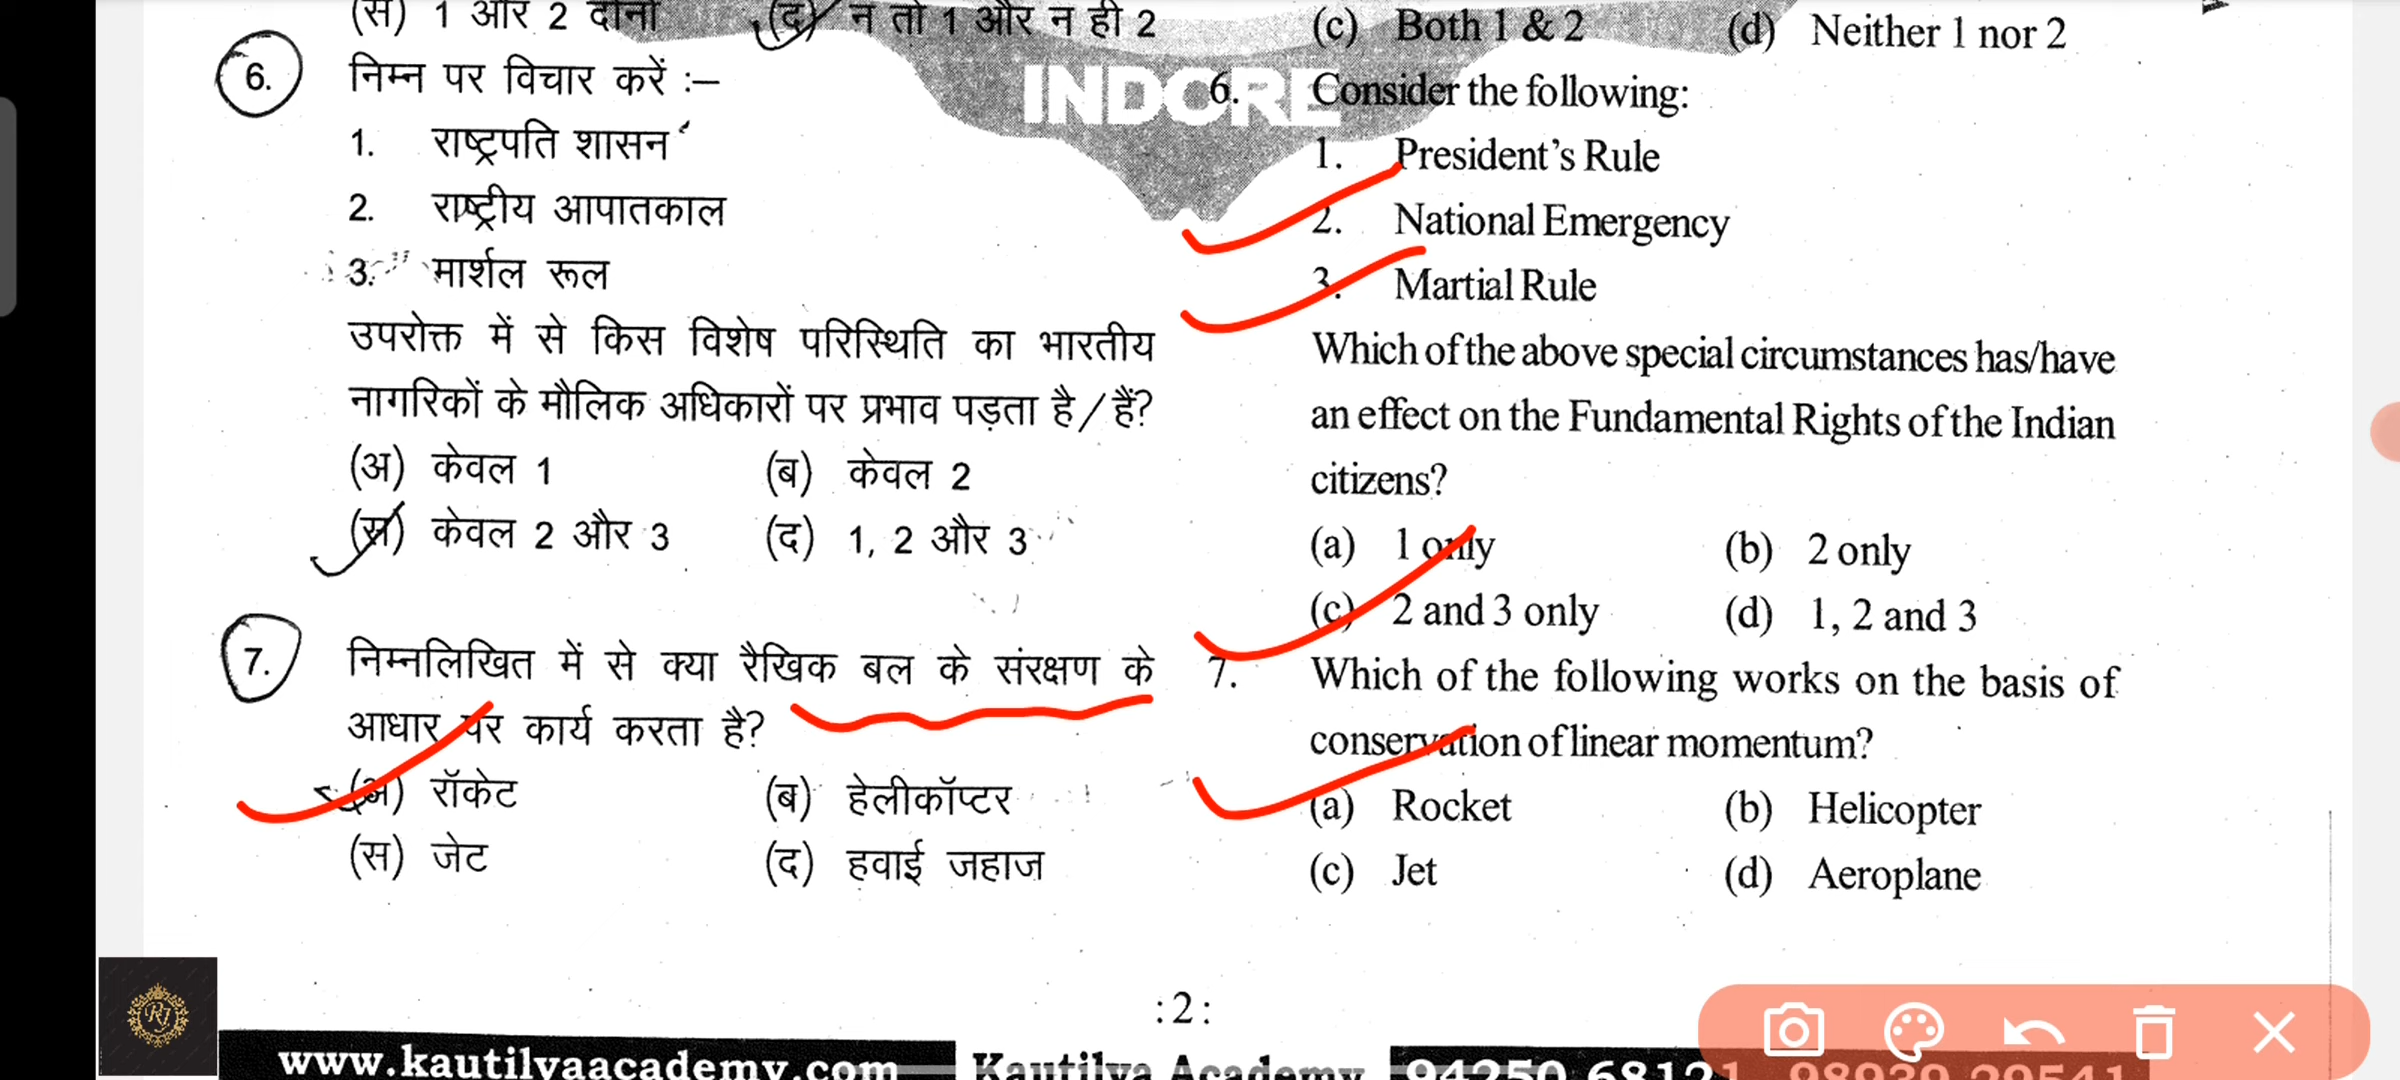 (स) 1 और 2 दोनों (द) न तो 1 और न ही 2
6. निम्न पर विचार करें :–
1. राष्ट्रपति शासन
2. राष्ट्रीय आपातकाल
3. मार्शल रूल
उपरोक्त में से किस विशेष परिस्थिति का भारतीय
नागरिकों के मौलिक अधिकारों पर प्रभाव पड़ता है/हैं?
(अ) केवल 1 (ब) केवल 2
(स) केवल 2 और 3 (द) 1, 2 और 3
7. निम्नलिखित में से क्या रैखिक बल के संरक्षण के
आधार पर कार्य करता है?
(अ) रॉकेट (ब) हेलीकॉप्टर
(स) जेट (द) हवाई जहाज
INDORE
(c) Both 1 & 2 (d) Neither 1 nor 2
6. Consider the following:
1. President's Rule
2. National Emergency
3. Martial Rule
Which of the above special circumstances has/have
an effect on the Fundamental Rights of the Indian
citizens?
(a) 1 only (b) 2 only
(c) 2 and 3 only (d) 1, 2 and 3
7. Which of the following works on the basis of
conservation of linear momentum?
(a) Rocket (b) Helicopter
(c) Jet (d) Aeroplane
:2:
RJ
www.kautilyaacademy.com Kautilya Academy 94250 68121 98939 29541